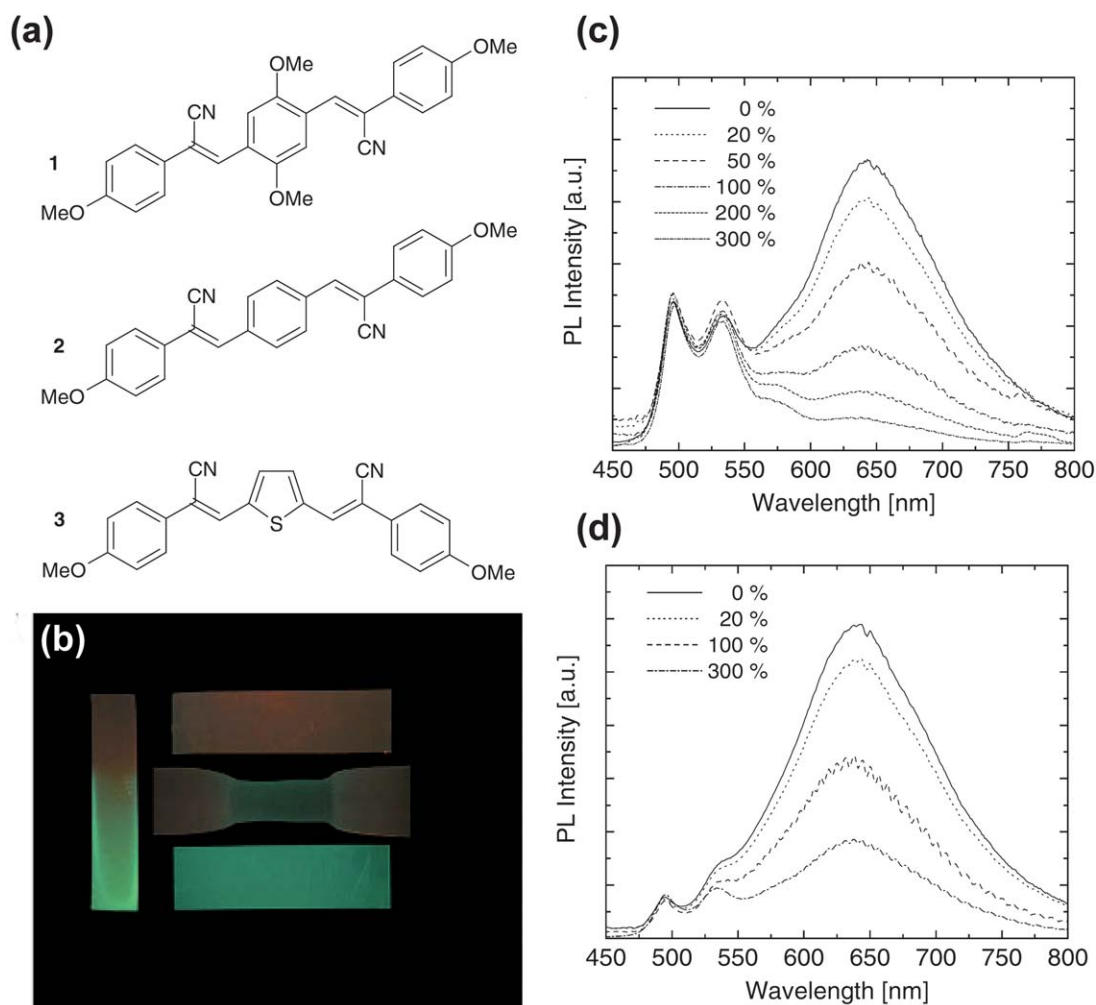 (a)
OMe
OMe
CN
1
CN
OMe
MeO
OMe
CN
2
CN
MeO
CN
CN
3
S
MeO
OMe
(b)
(c)
0 %
20 %
50 %
100 %
200 %
300 %
PL Intensity [a.u.]
450 500 550 600 650 700 750 800
Wavelength [nm]
(d)
0 %
20 %
100 %
300 %
PL Intensity [a.u.]
450 500 550 600 650 700 750 800
Wavelength [nm]